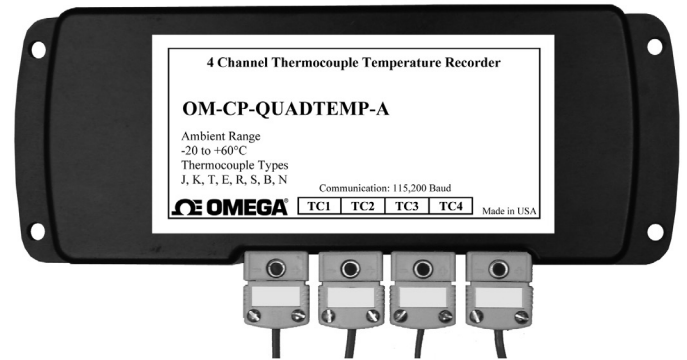 4 Channel Thermocouple Temperature Recorder
OM-CP-QUADTEMP-A
Ambient Range
-20 to +60°C
Thermocouple Types
J, K, T, E, R, S, B, N
Communication: 115,200 Baud
OMEGA® TC1 TC2 TC3 TC4 Made in USA